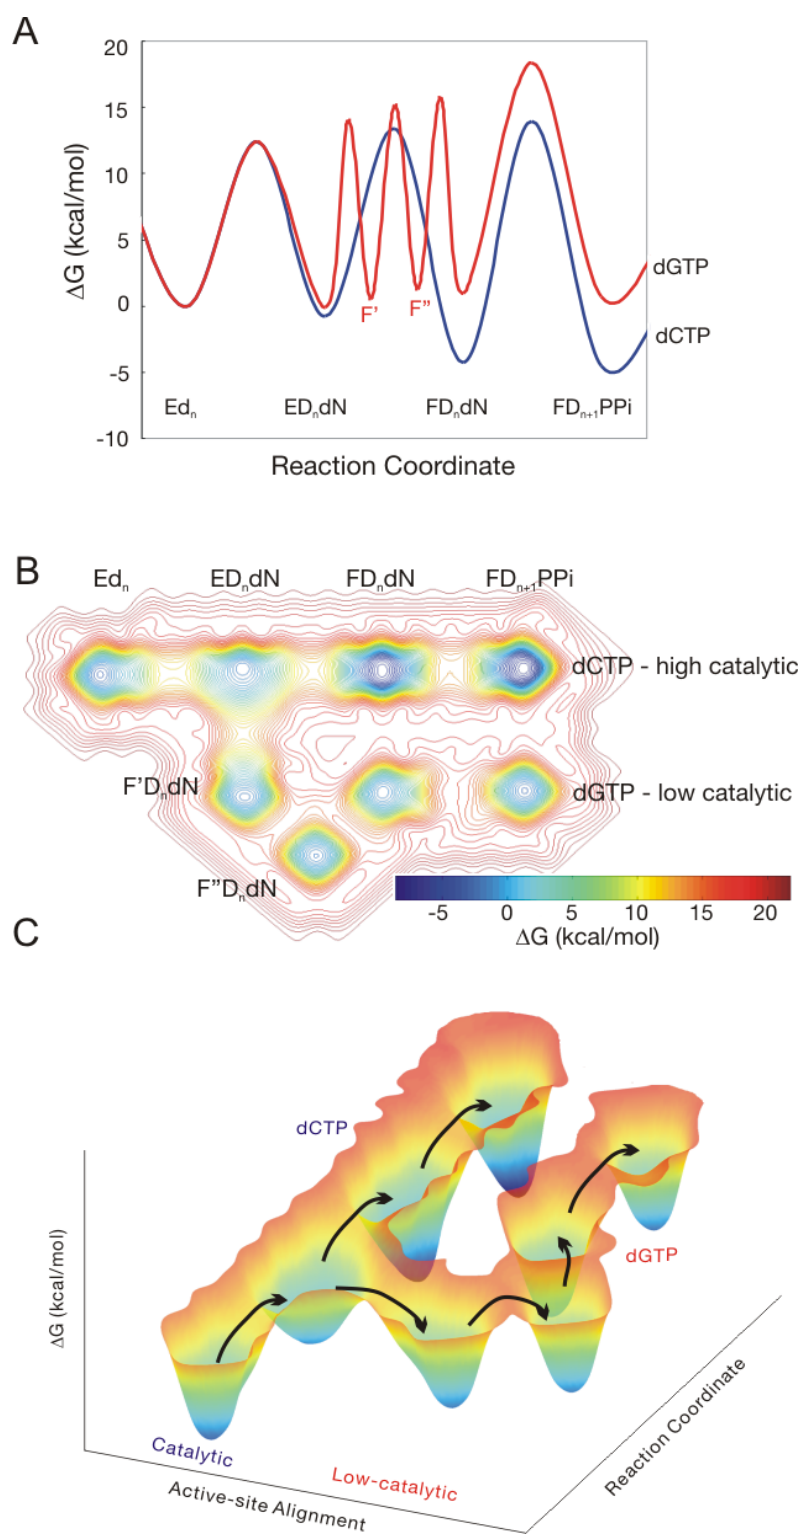 A
20
15
10
5
0
-5
-10
ΔG (kcal/mol)
F'
F"
dGTP
dCTP
Edₙ
EDₙdN
FDₙdN
FDₙ₊₁PPi
Reaction Coordinate
B
Edₙ
EDₙdN
FDₙdN
FDₙ₊₁PPi
dCTP - high catalytic
F'DₙdN
dGTP - low catalytic
F"DₙdN
-5 0 5 10 15 20
ΔG (kcal/mol)
C
dCTP
dGTP
ΔG (kcal/mol)
Catalytic
Low-catalytic
Active-site Alignment
Reaction Coordinate